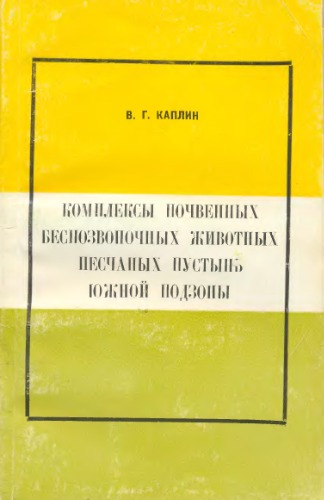 В. Г. КАПЛИН
КОМПЛЕКСЫ ПОЧВЕННЫХ
БЕСПОЗВОНОЧНЫХ ЖИВОТНЫХ
ПЕСЧАНЫХ ПУСТЫНЬ
ЮЖНОЙ ПОДЗОНЫ